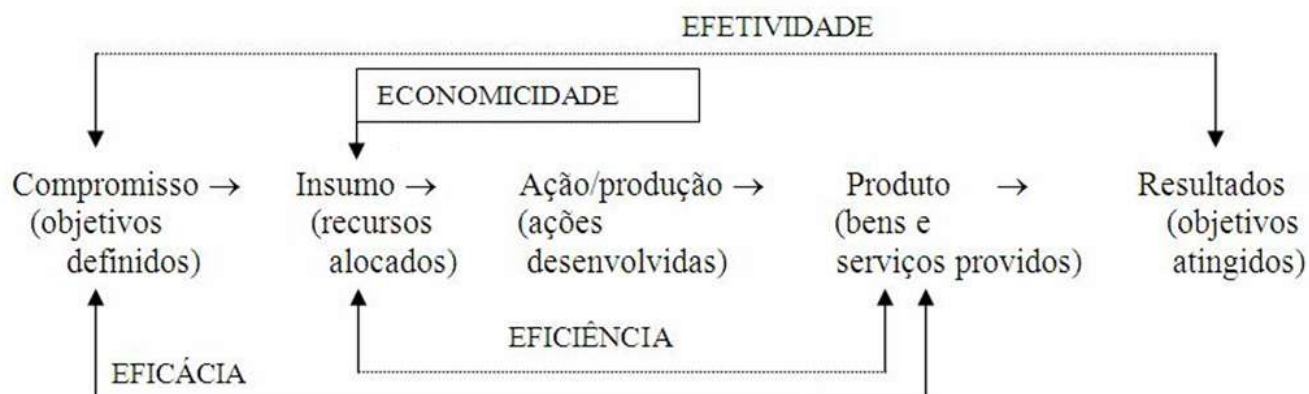 EFETIVIDADE
ECONOMICIDADE
Compromisso → Insumo → Ação/produção → Produto → Resultados
(objetivos (recursos (ações (bens e (objetivos
definidos) alocados) desenvolvidas) serviços providos) atingidos)
EFICIÊNCIA
EFICÁCIA